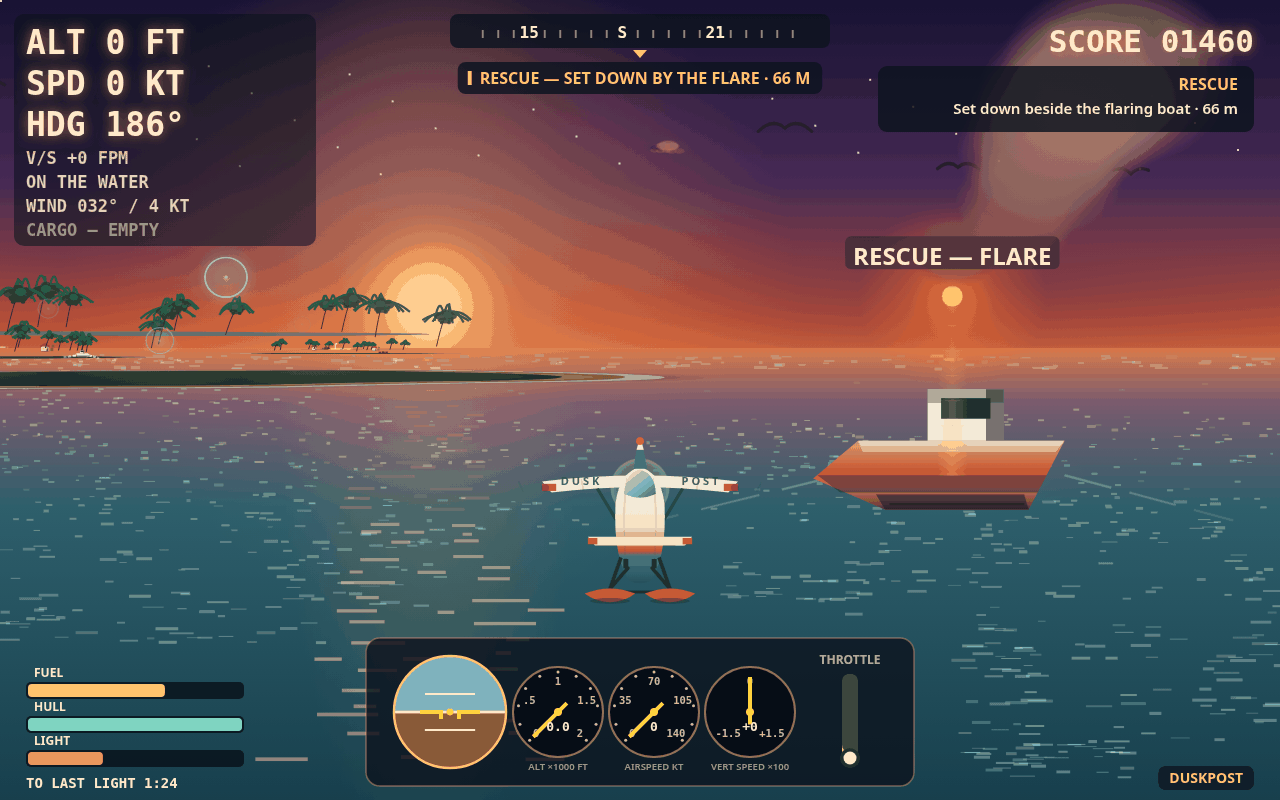 ALT 0 FT
SPD 0 KT
HDG 186°
V/S +0 FPM
ON THE WATER
WIND 032° / 4 KT
CARGO — EMPTY
15 S 21
RESCUE — SET DOWN BY THE FLARE · 66 M
SCORE 01460
RESCUE
Set down beside the flaring boat · 66 m
RESCUE — FLARE
DUSK POST
FUEL
HULL
LIGHT
TO LAST LIGHT 1:24
.5 1 1.5 2
0.0
ALT ×1000 FT
35 70 105 140
0
AIRSPEED KT
+0
-1.5 +1.5
VERT SPEED ×100
THROTTLE
DUSKPOST